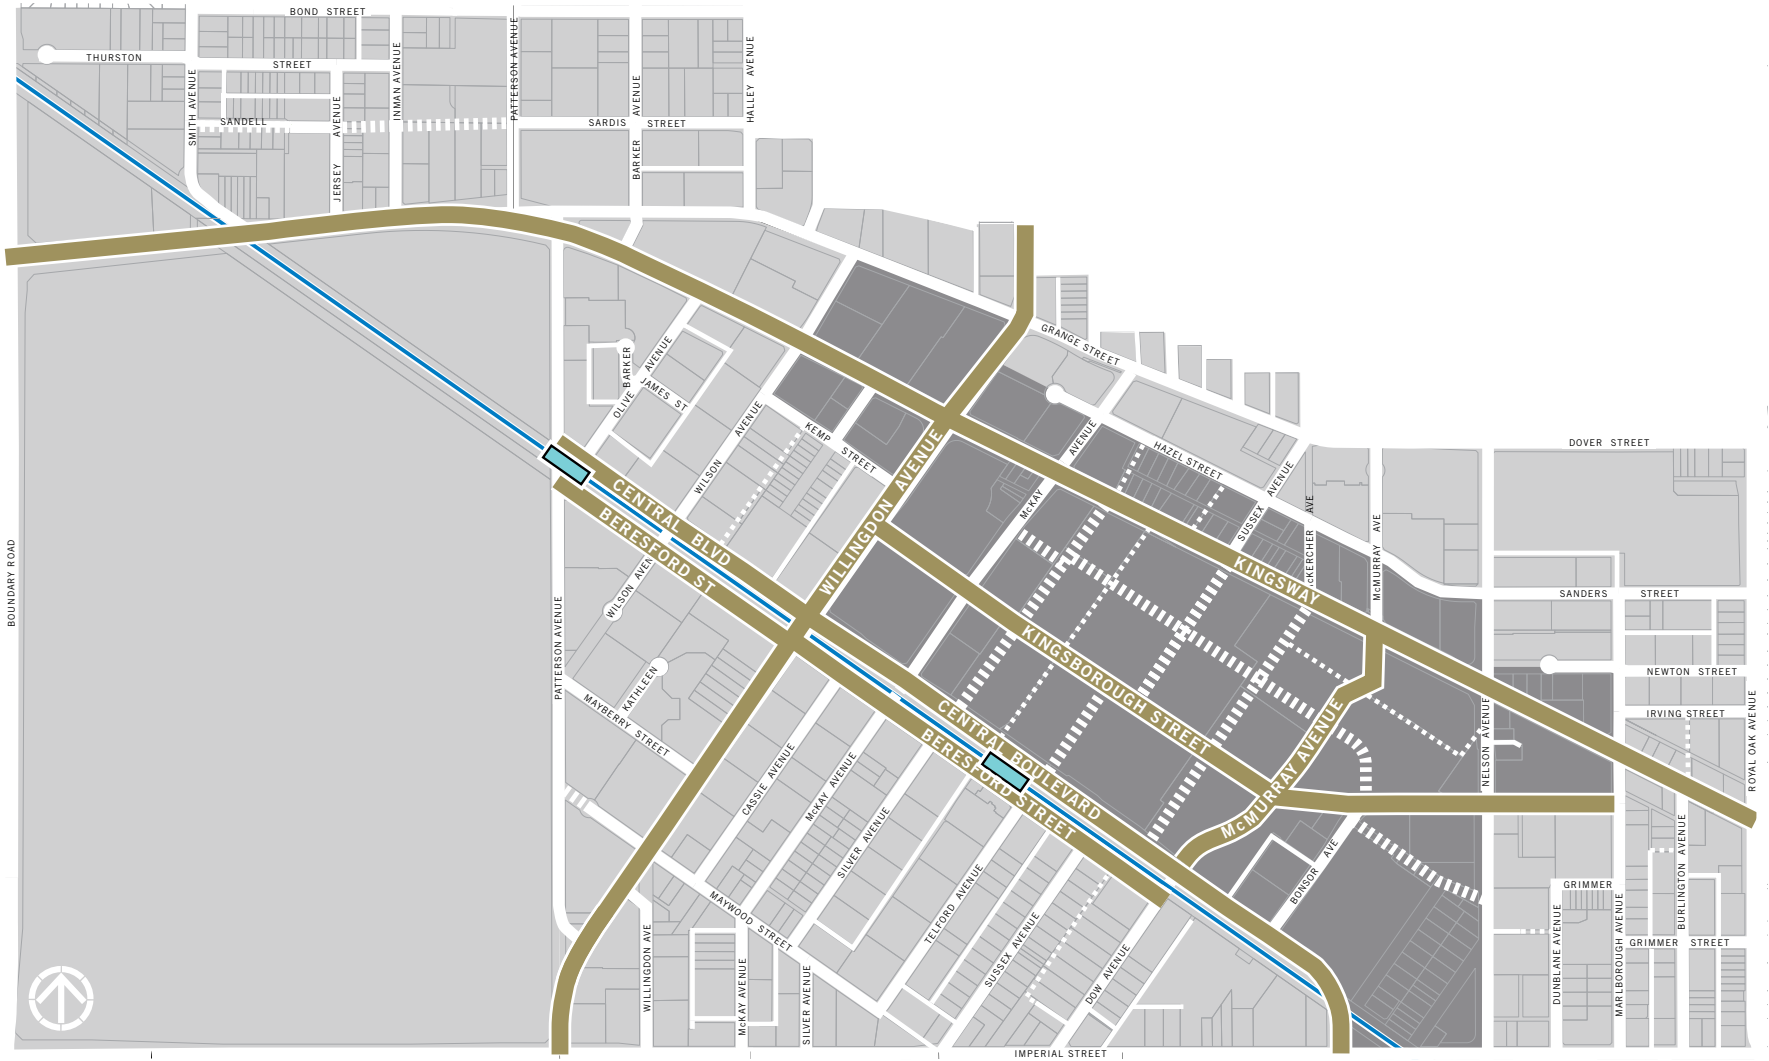 BOND STREET
THURSTON
STREET
SMITH AVENUE
SANDELL
JERSEY AVENUE
INMAN AVENUE
PATTERSON AVENUE
BARKER AVENUE
HALLEY AVENUE
SARDIS STREET
GRANGE STREET
OLIVE AVENUE
BARKER
JAMES ST
WILSON AVENUE
KEMP STREET
WILLINGDON AVENUE
McKAY AVENUE
HAZEL STREET
SUSSEX AVENUE
McKERCHER AVE
McMURRAY AVE
DOVER STREET
SANDERS STREET
NEWTON STREET
IRVING STREET
ROYAL OAK AVENUE
NELSON AVENUE
KINGSWAY
CENTRAL BLVD
BERESFORD ST
KINGSBOROUGH STREET
CENTRAL BOULEVARD
BERESFORD STREET
McMURRAY AVENUE
BOUNDARY ROAD
PATTERSON AVENUE
WILSON AVEN
KATHLEEN
MAYBERRY STREET
CASSIE AVENUE
McKAY AVENUE
SILVER AVENUE
TELFORD AVENUE
SUSSEX AVENUE
DOW AVENUE
BONSOR AVE
MAYWOOD STREET
WILLINGDON AVE
McKAY AVENUE
SILVER AVENUE
GRIMMER
GRIMMER STREET
DUNBLANE AVENUE
MARLBOROUGH AVENUE
BURLINGTON AVENUE
IMPERIAL STREET